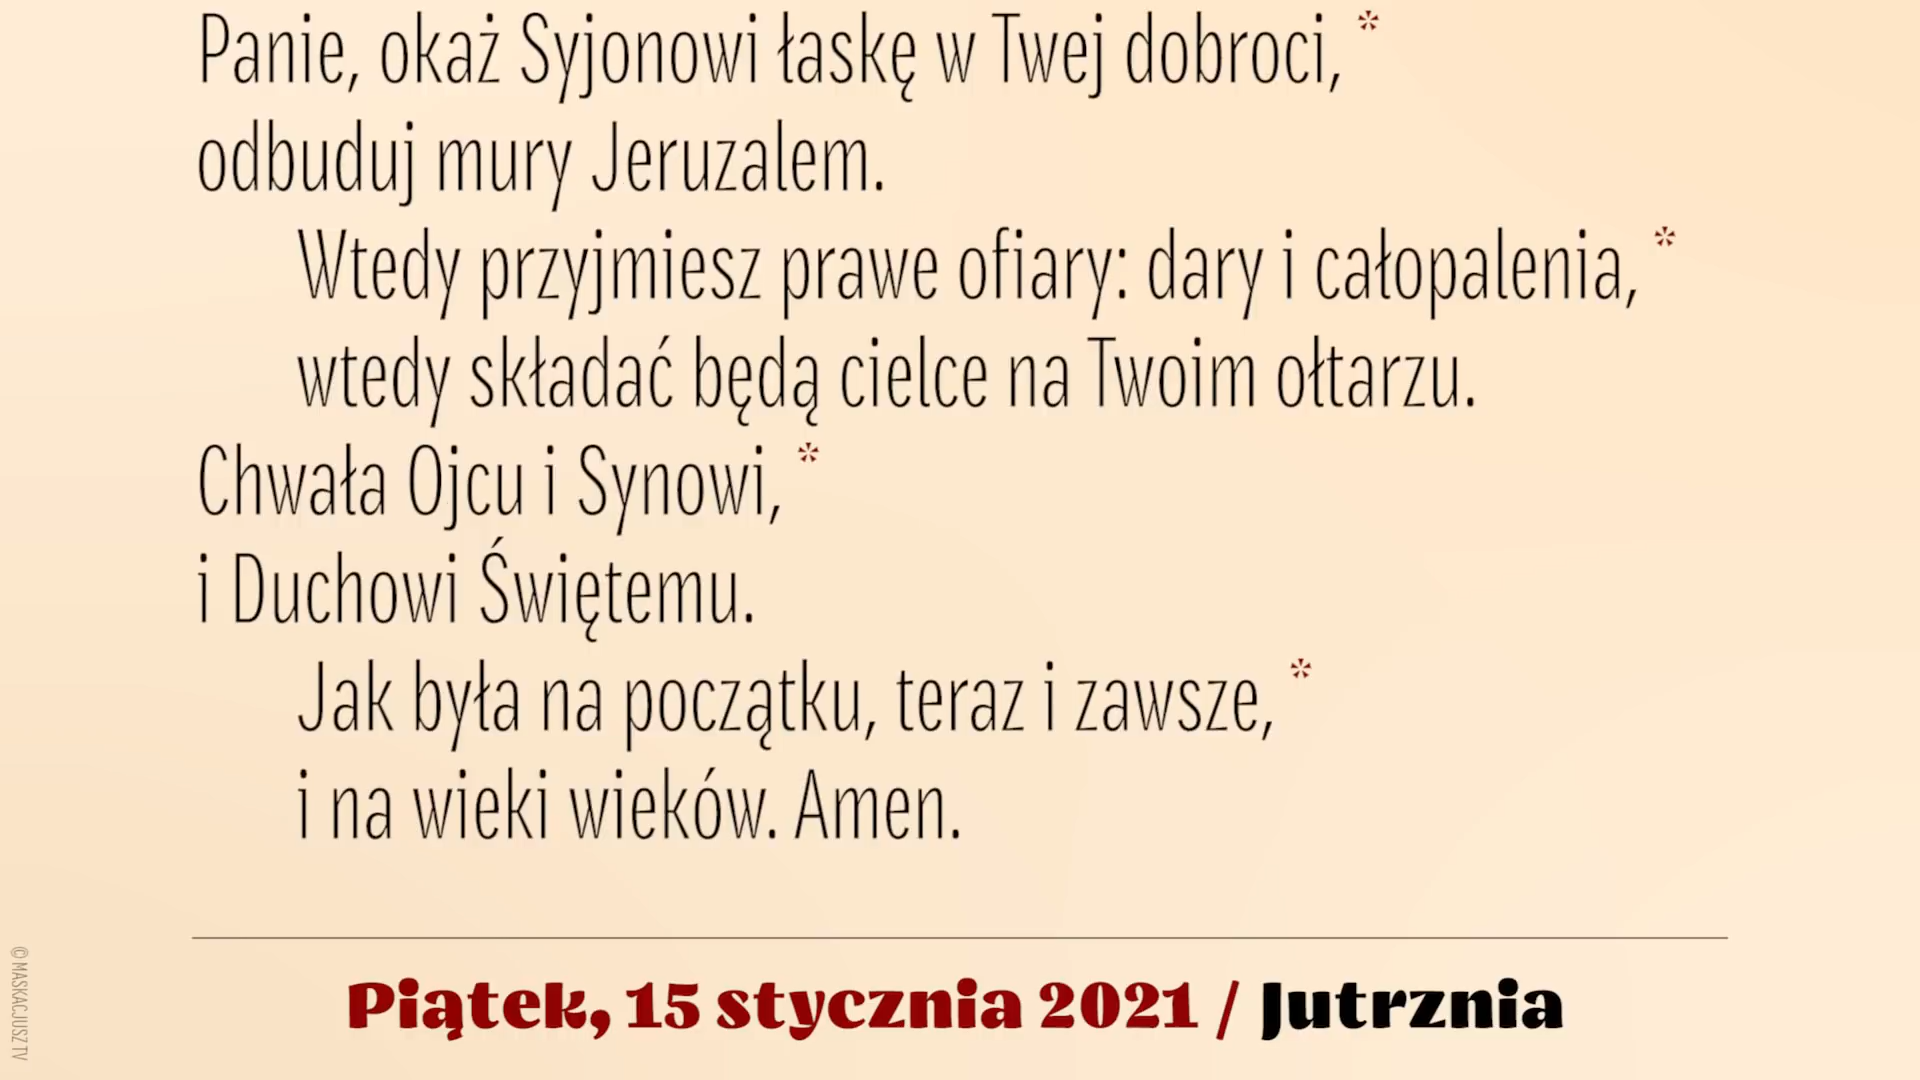 Panie, okaż Syjonowi łaskę w Twej dobroci, *
odbuduj mury Jeruzalem.
Wtedy przyjmiesz prawe ofiary: dary i całopalenia, *
wtedy składać będą cielce na Twoim ołtarzu.
Chwała Ojcu i Synowi, *
i Duchowi Świętemu.
Jak była na początku, teraz i zawsze, *
i na wieki wieków. Amen.
Piątek, 15 stycznia 2021 / Jutrznia
© MASKACJUSZ TV